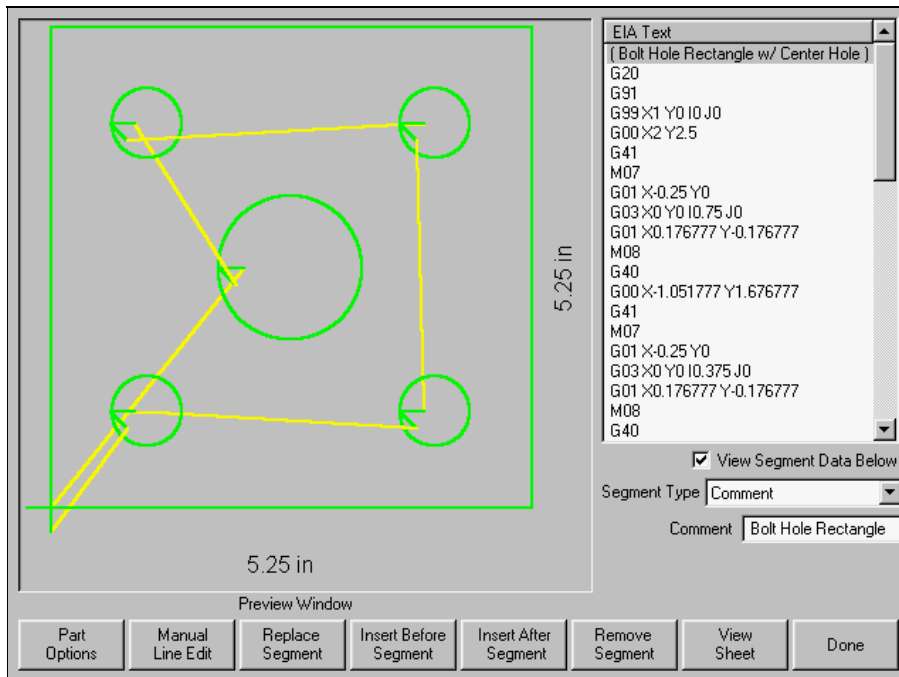 5.25 in
5.25 in
Preview Window
EIA Text
( Bolt Hole Rectangle w/ Center Hole )
G20
G91
G99 X1 Y0 I0 J0
G00 X2 Y2.5
G41
M07
G01 X-0.25 Y0
G03 X0 Y0 I0.75 J0
G01 X0.176777 Y-0.176777
M08
G40
G00 X-1.051777 Y1.676777
G41
M07
G01 X-0.25 Y0
G03 X0 Y0 I0.375 J0
G01 X0.176777 Y-0.176777
M08
G40
View Segment Data Below
Segment Type Comment
Comment Bolt Hole Rectangle
Part
Options
Manual
Line Edit
Replace
Segment
Insert Before
Segment
Insert After
Segment
Remove
Segment
View
Sheet
Done